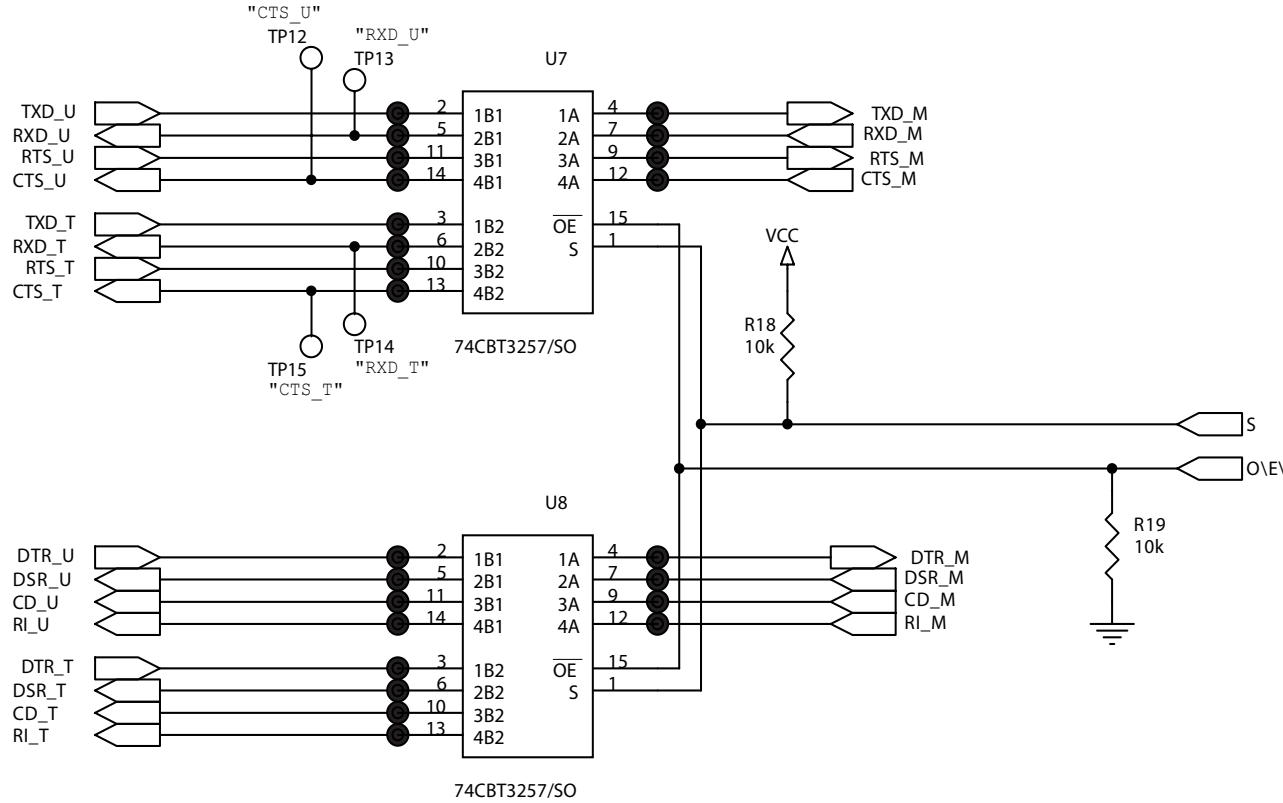 "CTS_U"
TP12
"RXD_U"
TP13
U7
TXD_U 2 1B1 1A 4 TXD_M
RXD_U 5 2B1 2A 7 RXD_M
RTS_U 11 3B1 3A 9 RTS_M
CTS_U 14 4B1 4A 12 CTS_M
TXD_T 3 1B2 OE 15
RXD_T 6 2B2 S 1
RTS_T 10 3B2
CTS_T 13 4B2
VCC
R18
10k
TP14
"RXD_T"
TP15
"CTS_T"
74CBT3257/SO
S
O\E\
R19
10k
U8
DTR_U 2 1B1 1A 4 DTR_M
DSR_U 5 2B1 2A 7 DSR_M
CD_U 11 3B1 3A 9 CD_M
RI_U 14 4B1 4A 12 RI_M
DTR_T 3 1B2 OE 15
DSR_T 6 2B2 S 1
CD_T 10 3B2
RI_T 13 4B2
74CBT3257/SO